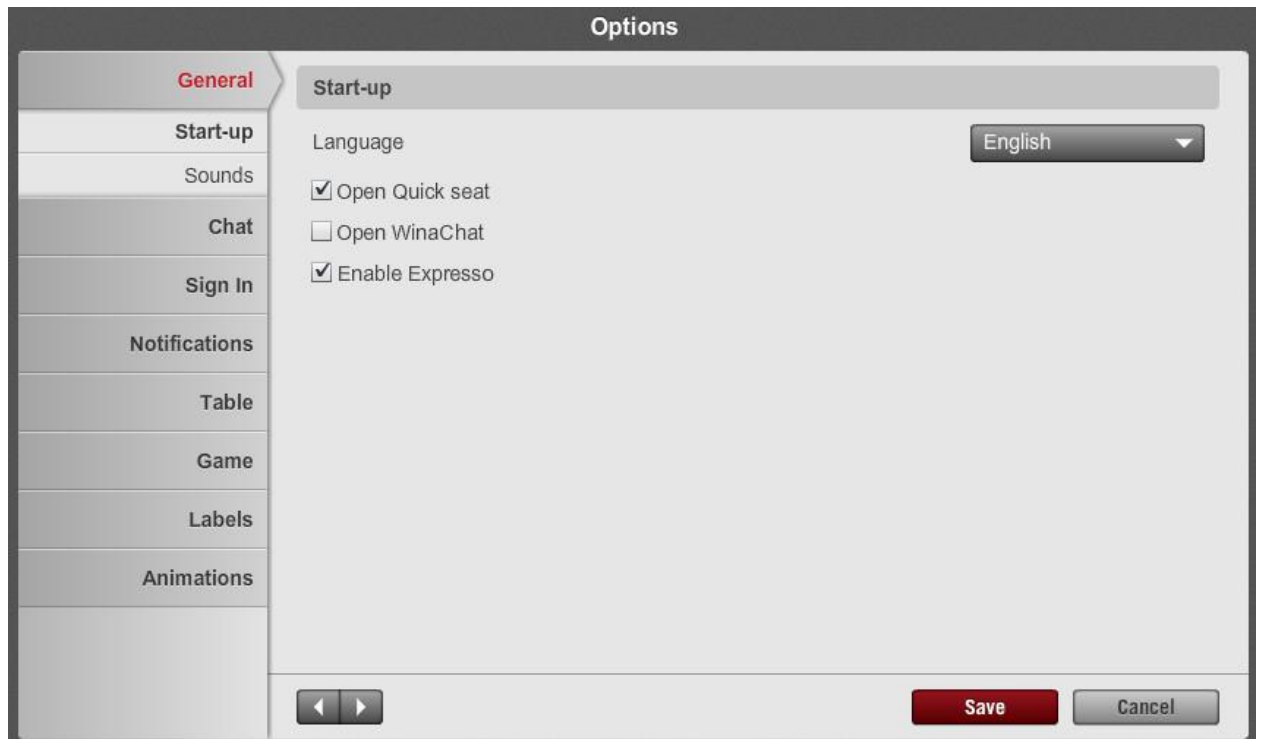 Options
General
Start-up
Sounds
Chat
Sign In
Notifications
Table
Game
Labels
Animations
Start-up
Language English
Open Quick seat
Open WinaChat
Enable Expresso
Save Cancel